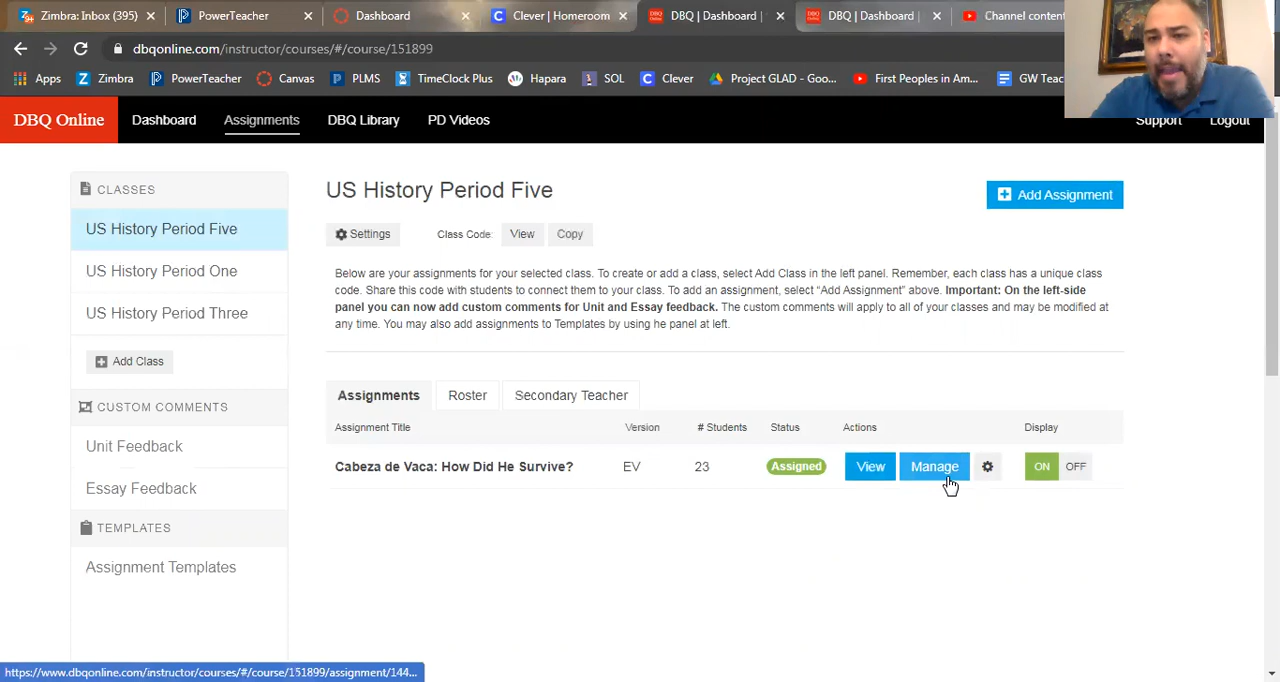 Zimbra: Inbox (395) PowerTeacher Dashboard Clever | Homeroom DBQ | Dashboard DBQ | Dashboard Channel content
dbqonline.com/instructor/courses/#/course/151899
Apps Zimbra PowerTeacher Canvas PLMS TimeClock Plus Hapara SOL Clever Project GLAD - Goo... First Peoples in Am... GW Teac
DBQ Online Dashboard Assignments DBQ Library PD Videos Support Logout
CLASSES
US History Period Five
US History Period One
US History Period Three
Add Class
CUSTOM COMMENTS
Unit Feedback
Essay Feedback
TEMPLATES
Assignment Templates
US History Period Five
Add Assignment
Settings Class Code: View Copy
Below are your assignments for your selected class. To create or add a class, select Add Class in the left panel. Remember, each class has a unique class
code. Share this code with students to connect them to your class. To add an assignment, select “Add Assignment” above. Important: On the left-side
panel you can now add custom comments for Unit and Essay feedback. The custom comments will apply to all of your classes and may be modified at
any time. You may also add assignments to Templates by using he panel at left.
Assignments Roster Secondary Teacher
Assignment Title Version # Students Status Actions Display
Cabeza de Vaca: How Did He Survive? EV 23 Assigned View Manage ON OFF
https://www.dbqonline.com/instructor/courses/#/course/151899/assignment/144...